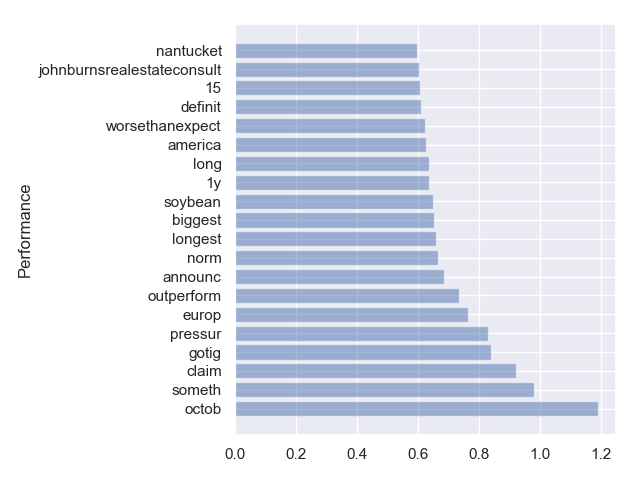 nantucket
johnburnsrealestateconsult
15
definit
worsethanexpect
america
long
1y
soybean
biggest
longest
norm
announc
outperform
europ
pressur
gotig
claim
someth
octob
Performance
0.0 0.2 0.4 0.6 0.8 1.0 1.2